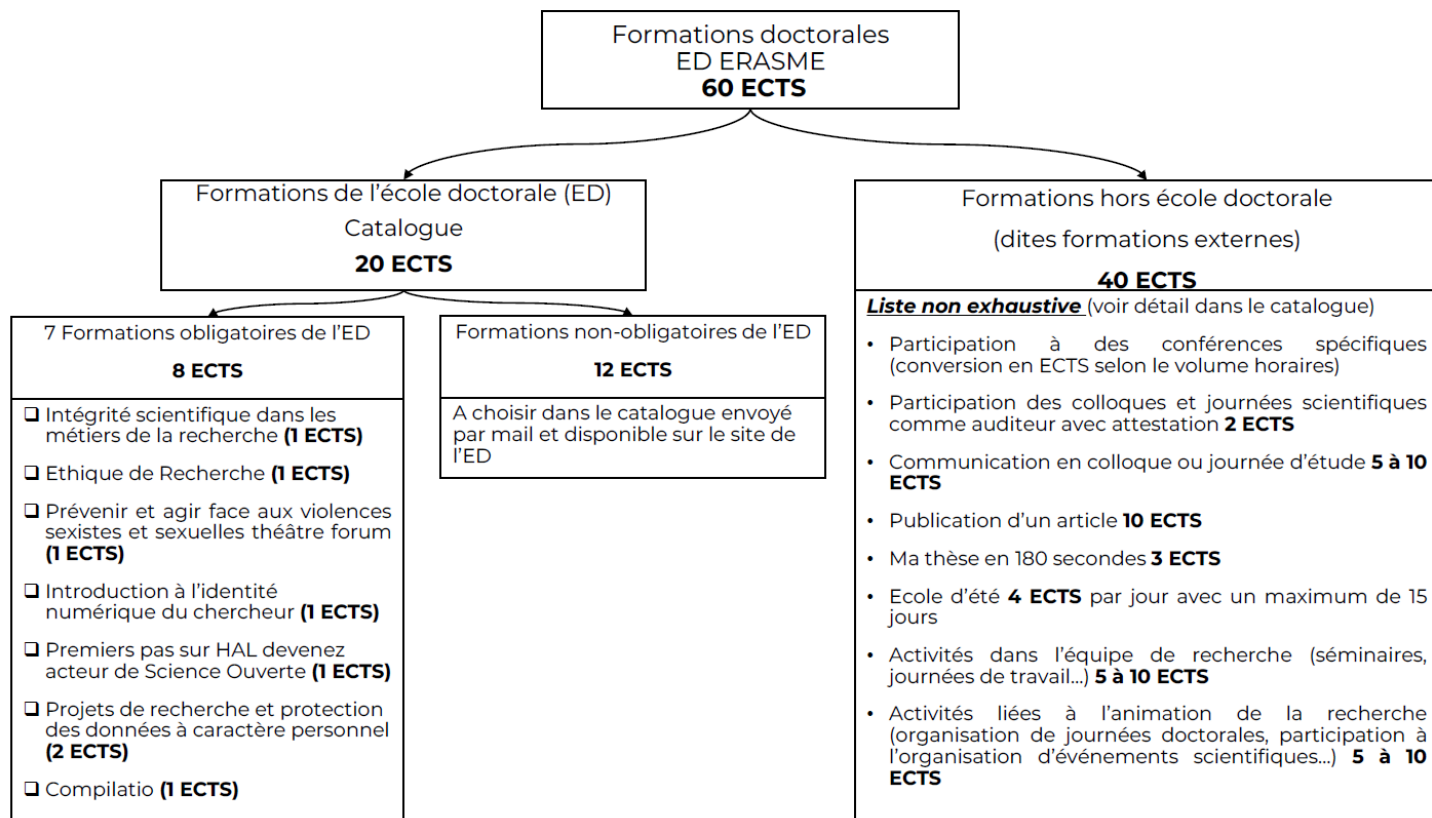 Formations doctorales
ED ERASME
60 ECTS
Formations de l'école doctorale (ED)
Catalogue
20 ECTS
Formations hors école doctorale
(dites formations externes)
40 ECTS
7 Formations obligatoires de l'ED
8 ECTS
❑ Intégrité scientifique dans les
métiers de la recherche (1 ECTS)
❑ Ethique de Recherche (1 ECTS)
❑ Prévenir et agir face aux violences
sexistes et sexuelles théâtre forum
(1 ECTS)
❑ Introduction à l'identité
numérique du chercheur (1 ECTS)
❑ Premiers pas sur HAL devenez
acteur de Science Ouverte (1 ECTS)
❑ Projets de recherche et protection
des données à caractère personnel
(2 ECTS)
❑ Compilatio (1 ECTS)
Formations non-obligatoires de l'ED
12 ECTS
A choisir dans le catalogue envoyé
par mail et disponible sur le site de
l'ED
Liste non exhaustive (voir détail dans le catalogue)
• Participation à des conférences spécifiques
(conversion en ECTS selon le volume horaires)
• Participation des colloques et journées scientifiques
comme auditeur avec attestation 2 ECTS
• Communication en colloque ou journée d'étude 5 à 10
ECTS
• Publication d'un article 10 ECTS
• Ma thèse en 180 secondes 3 ECTS
• Ecole d'été 4 ECTS par jour avec un maximum de 15
jours
• Activités dans l'équipe de recherche (séminaires,
journées de travail…) 5 à 10 ECTS
• Activités liées à l'animation de la recherche
(organisation de journées doctorales, participation à
l'organisation d'événements scientifiques…) 5 à 10
ECTS